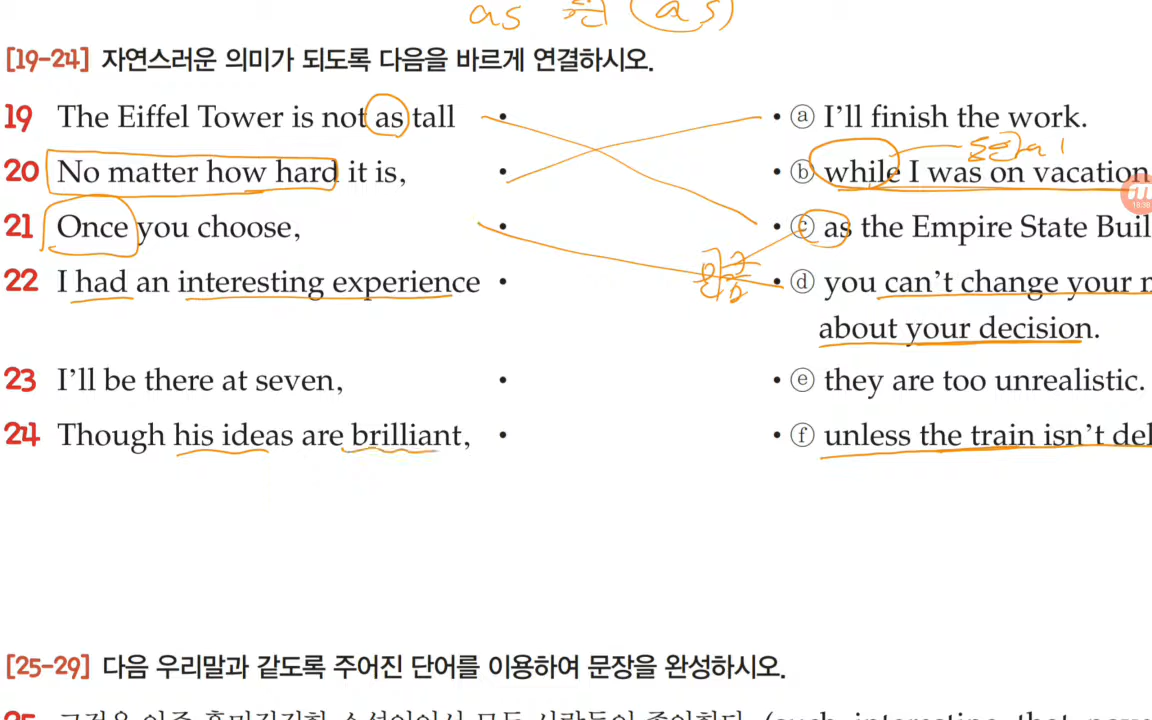 as 원 (as)
[19-24] 자연스러운 의미가 되도록 다음을 바르게 연결하시오.
19 The Eiffel Tower is not as tall • • ⓐ I'll finish the work.
20 No matter how hard it is, • • ⓑ while I was on vacation
21 Once you choose, • • ⓒ as the Empire State Buil
22 I had an interesting experience • • ⓓ you can't change your
about your decision.
23 I'll be there at seven, • • ⓔ they are too unrealistic.
24 Though his ideas are brilliant, • • ⓕ unless the train isn't del
[25-29] 다음 우리말과 같도록 주어진 단어를 이용하여 문장을 완성하시오.